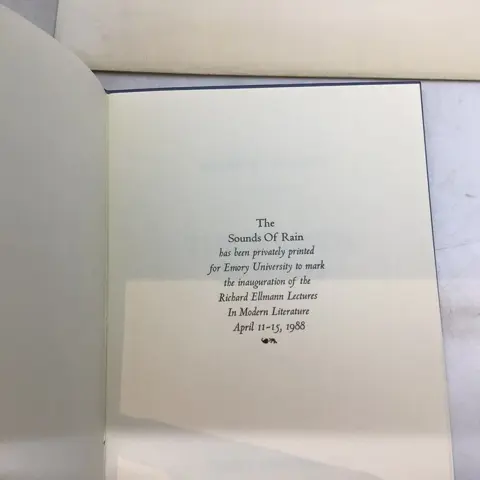 The
Sounds Of Rain
has been privately printed
for Emory University to mark
the inauguration of the
Richard Ellmann Lectures
In Modern Literature
April 11-15, 1988